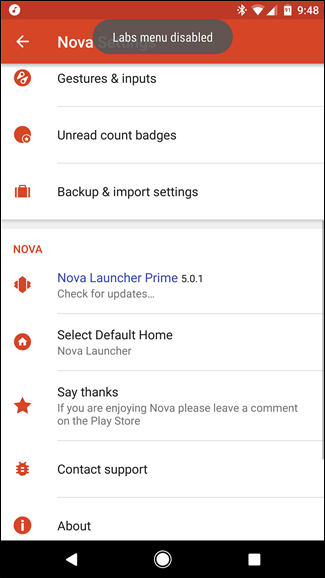 9:48
Nova Settings
Labs menu disabled
Gestures & inputs
Unread count badges
Backup & import settings
NOVA
Nova Launcher Prime 5.0.1
Check for updates…
Select Default Home
Nova Launcher
Say thanks
If you are enjoying Nova please leave a comment
on the Play Store
Contact support
About